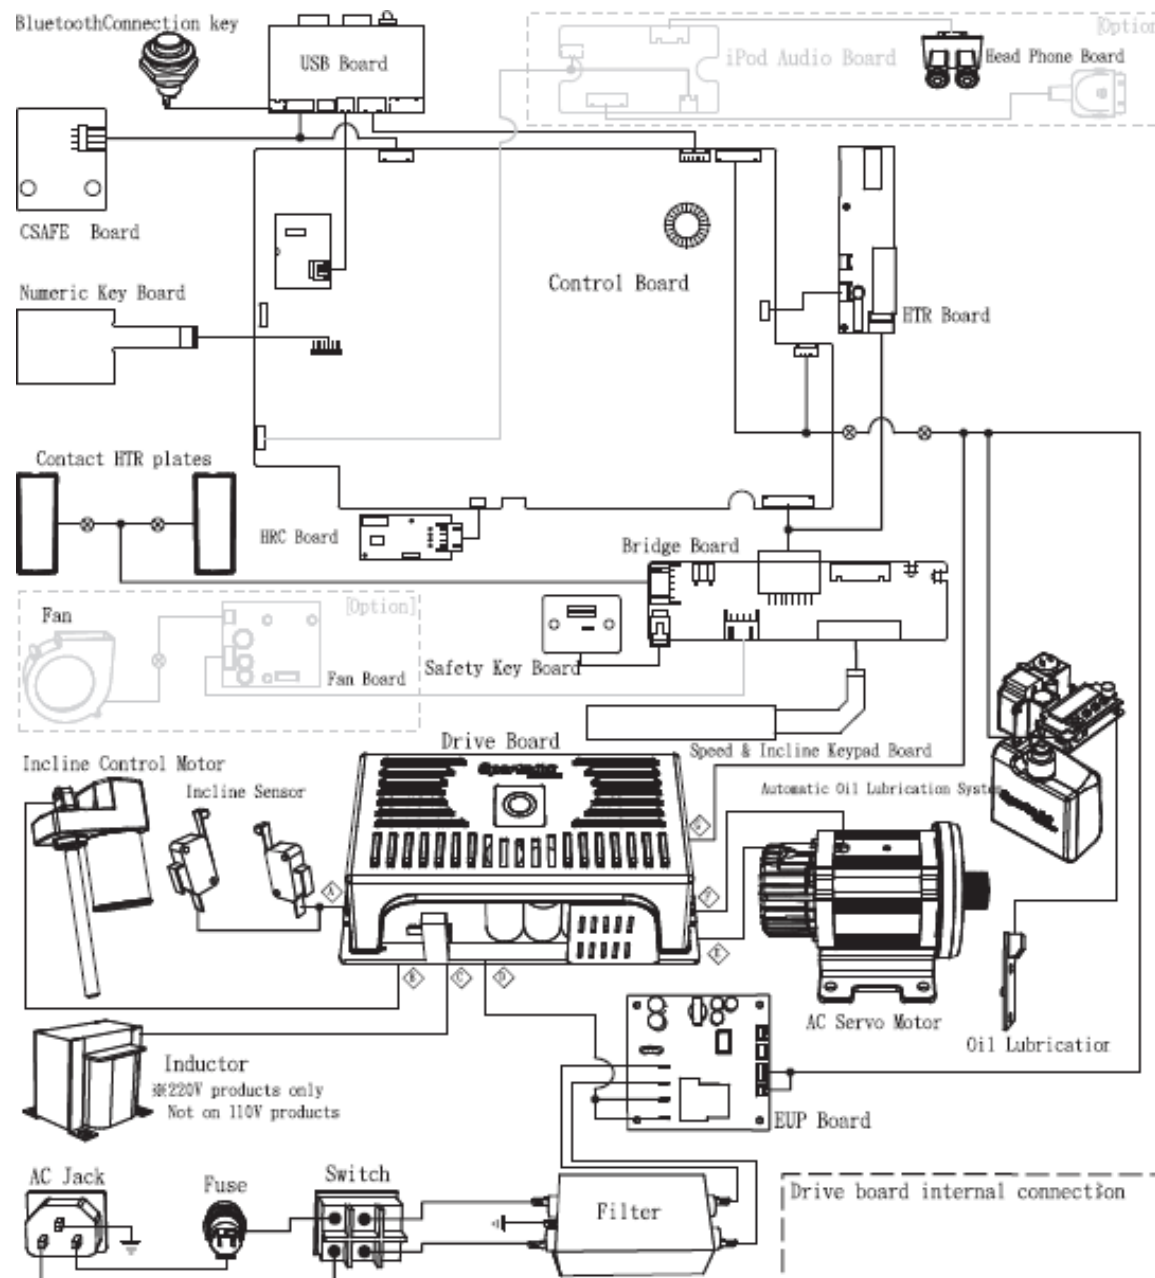 BluetoothConnection key
USB Board
[Option
iPod Audio Board
Head Phone Board
CSAFE Board
Control Board
Numeric Key Board
HTR Board
Contact HTR plates
HRC Board
Bridge Board
[Option]
Fan
Fan Board
Safety Key Board
Speed & Incline Keypad Board
Drive Board
Incline Control Motor
Incline Sensor
Automatic Oil Lubrication System
A
B
C
D
E
F
G
AC Servo Motor
Oil Lubrication
Inductor
※220V products only
Not on 110V products
EUP Board
AC Jack
Fuse
Switch
Filter
Drive board internal connection